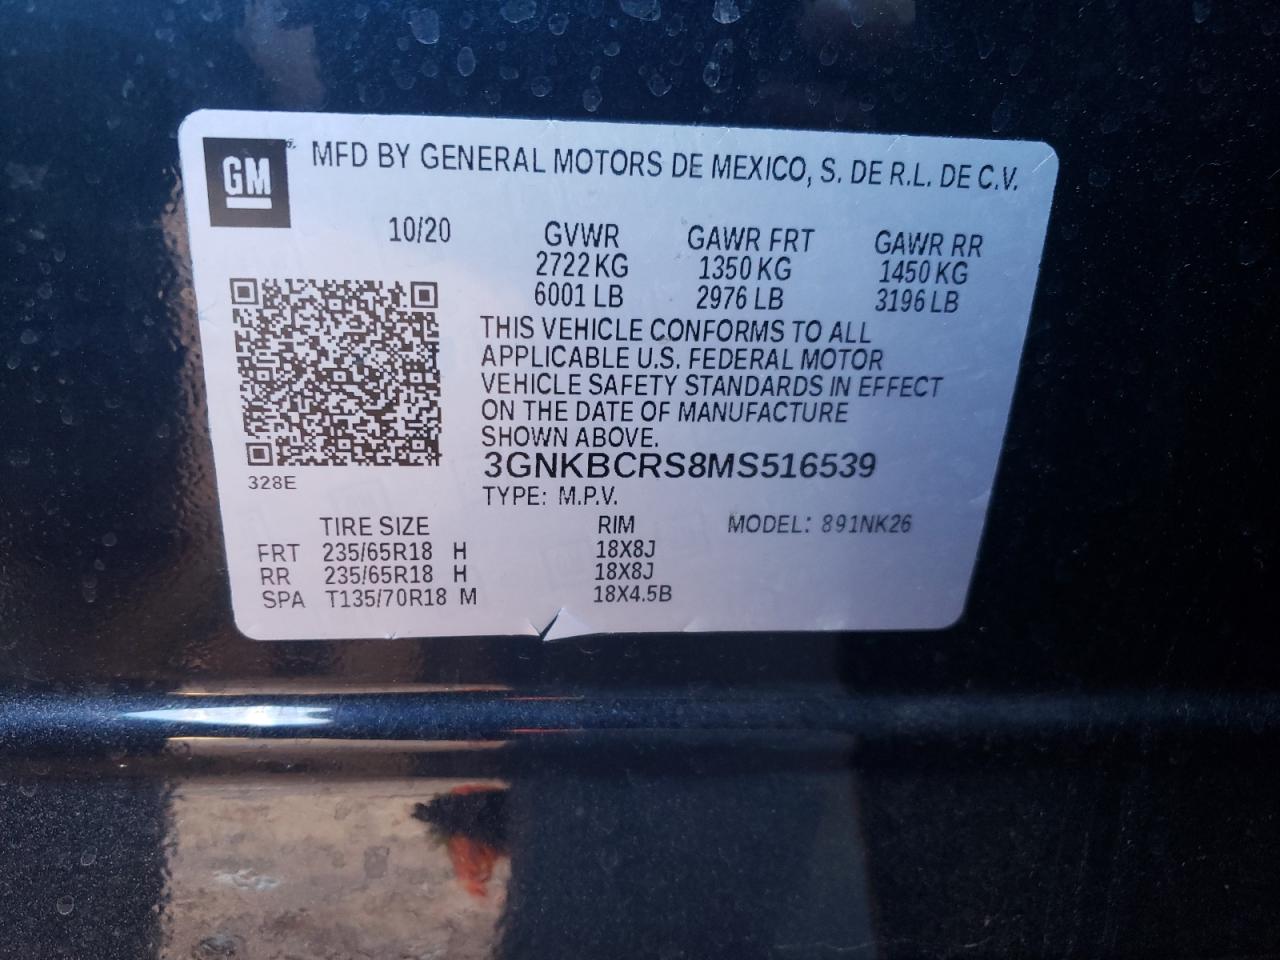 GM
MFD BY GENERAL MOTORS DE MEXICO, S. DE R.L. DE C.V.
10/20 GVWR GAWR FRT GAWR RR
2722 KG 1350 KG 1450 KG
6001 LB 2976 LB 3196 LB
THIS VEHICLE CONFORMS TO ALL
APPLICABLE U.S. FEDERAL MOTOR
VEHICLE SAFETY STANDARDS IN EFFECT
ON THE DATE OF MANUFACTURE
SHOWN ABOVE.
3GNKBCRS8MS516539
328E
TYPE: M.P.V.
TIRE SIZE RIM MODEL: 891NK26
FRT 235/65R18 H 18X8J
RR 235/65R18 H 18X8J
SPA T135/70R18 M 18X4.5B